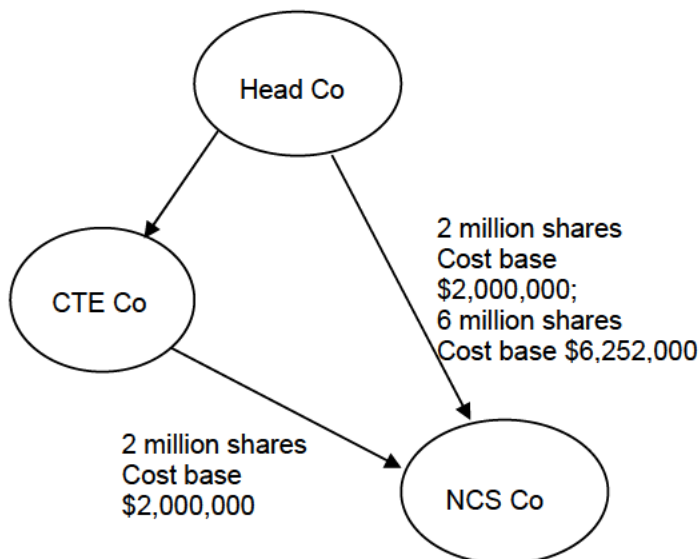 Head Co
2 million shares
Cost base
$2,000,000;
6 million shares
Cost base $6,252,000
CTE Co
2 million shares
Cost base
$2,000,000
NCS Co